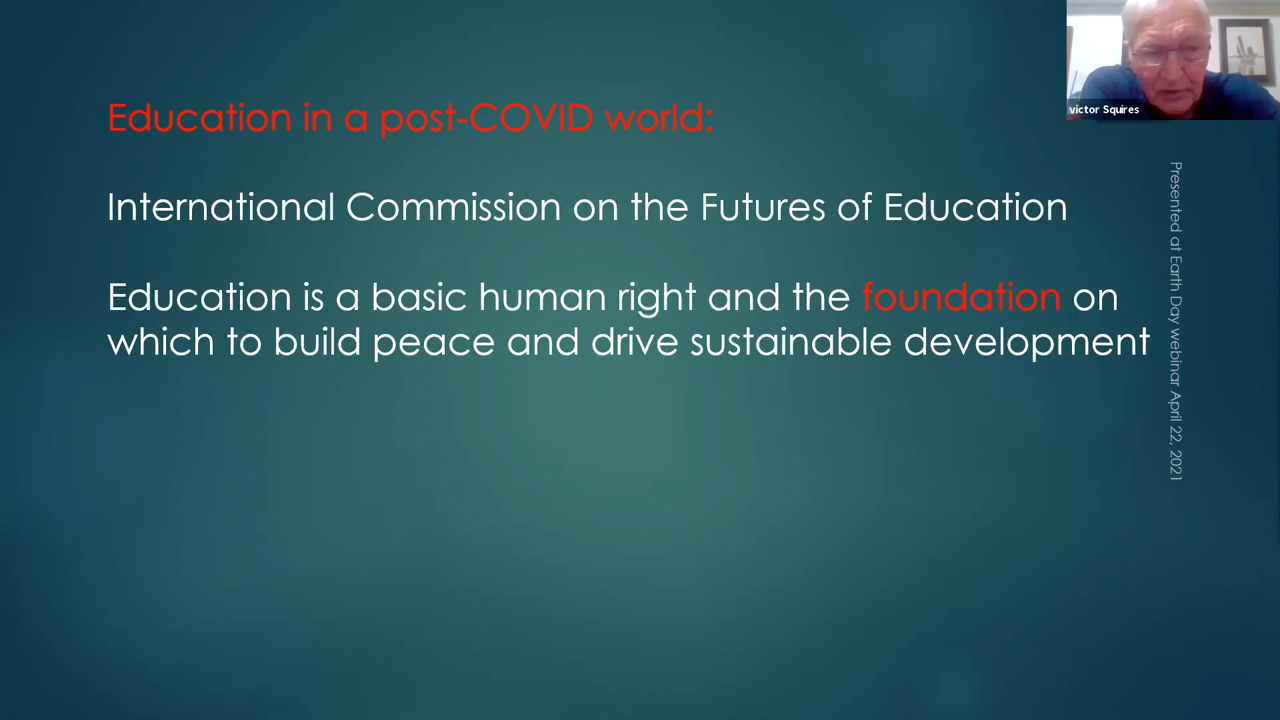 Education in a post-COVID world:
International Commission on the Futures of Education
Education is a basic human right and the foundation on
which to build peace and drive sustainable development
victor Squires
Presented at Earth Day webinar April 22, 2021